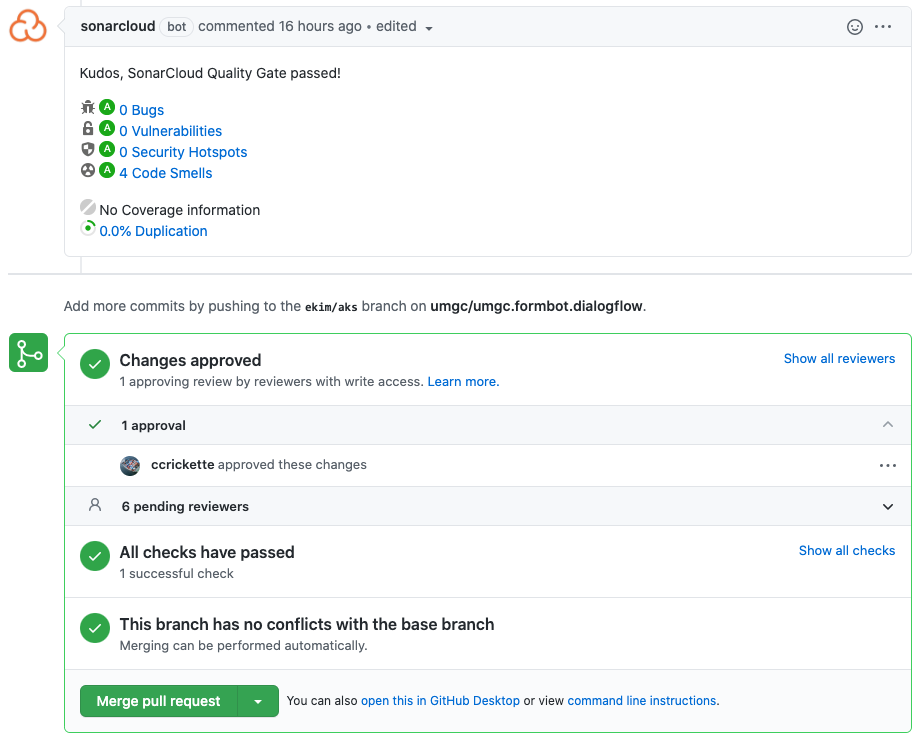 sonarcloud bot commented 16 hours ago • edited
Kudos, SonarCloud Quality Gate passed!
A 0 Bugs
A 0 Vulnerabilities
A 0 Security Hotspots
A 4 Code Smells
No Coverage information
0.0% Duplication
Add more commits by pushing to the ekim/aks branch on umgc/umgc.formbot.dialogflow.
Changes approved
Show all reviewers
1 approving review by reviewers with write access. Learn more.
1 approval
ccrickette approved these changes
6 pending reviewers
All checks have passed
Show all checks
1 successful check
This branch has no conflicts with the base branch
Merging can be performed automatically.
Merge pull request
You can also open this in GitHub Desktop or view command line instructions.